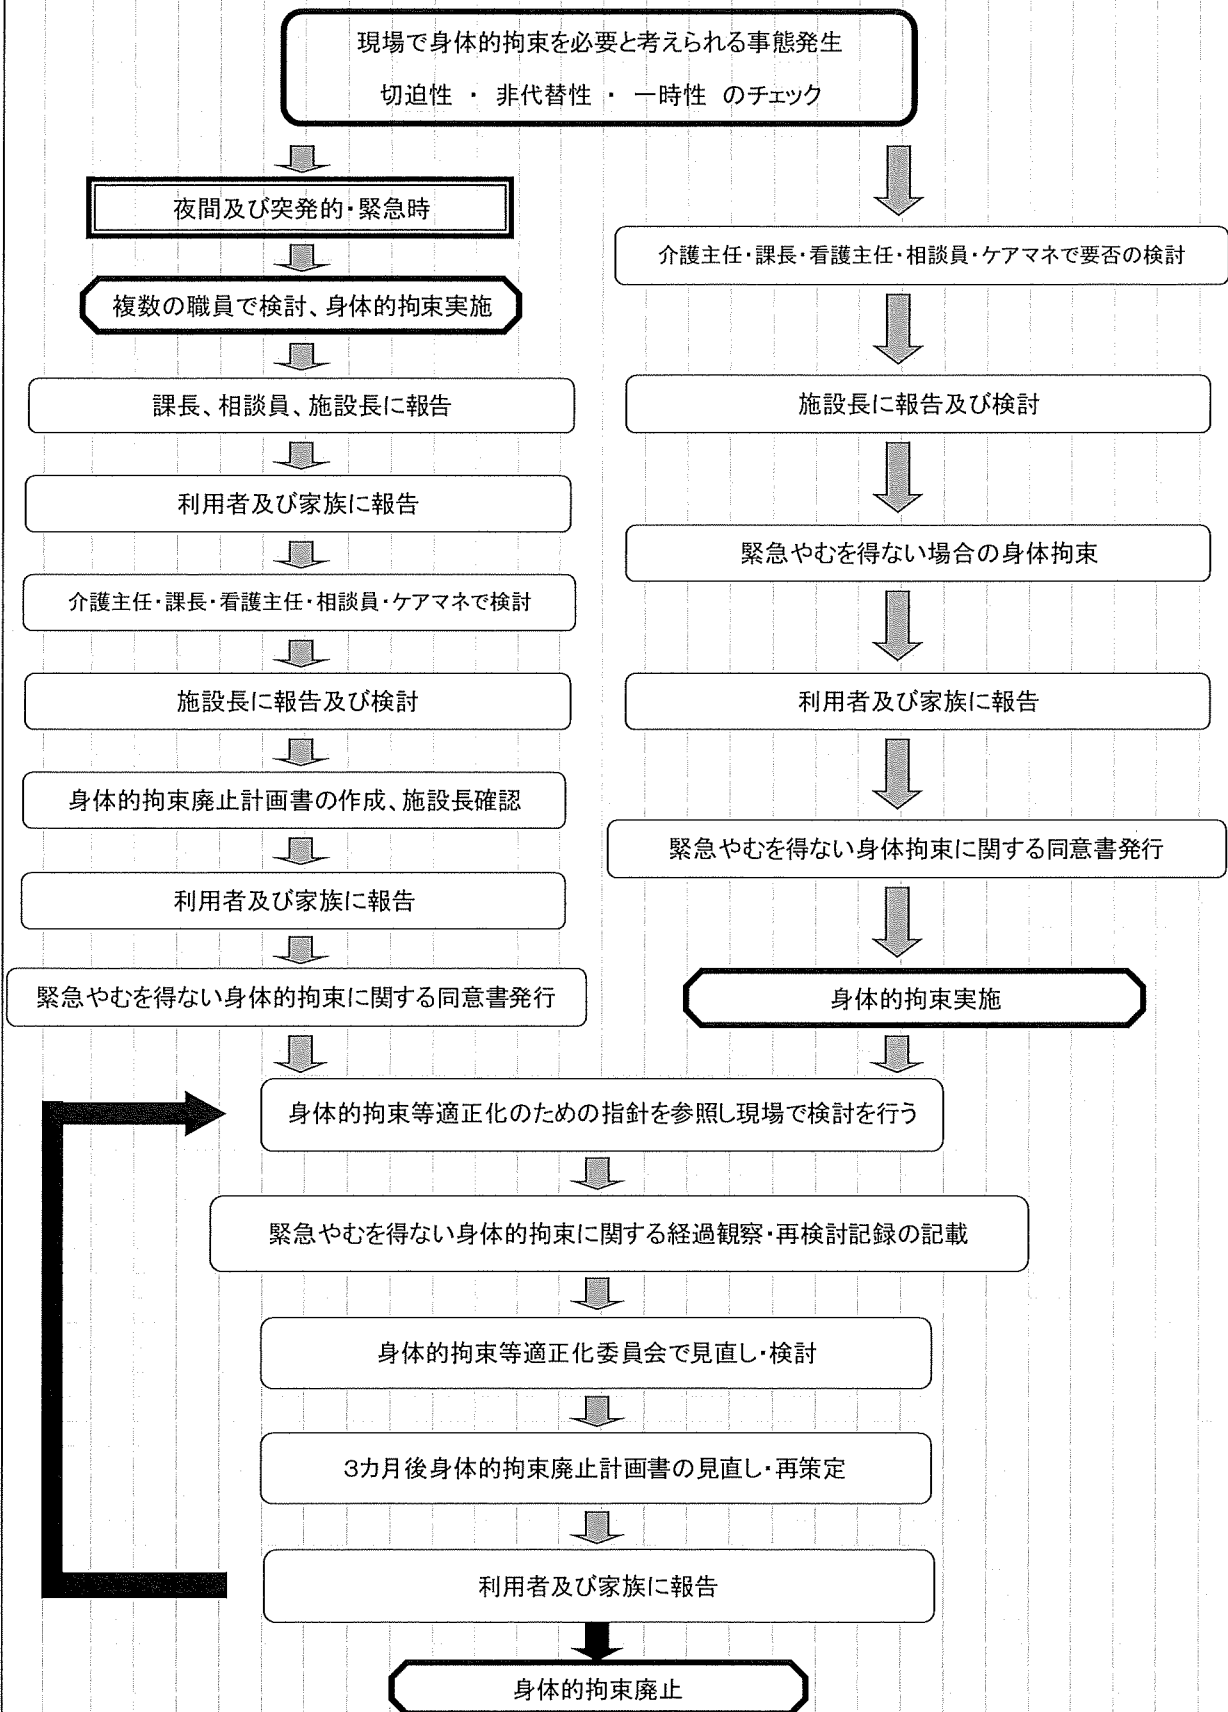 現場で身体的拘束を必要と考えられる事態発生
切迫性 ・ 非代替性 ・ 一時性 のチェック
夜間及び突発的・緊急時
複数の職員で検討、身体的拘束実施
課長、相談員、施設長に報告
利用者及び家族に報告
介護主任・課長・看護主任・相談員・ケアマネで検討
施設長に報告及び検討
身体的拘束廃止計画書の作成、施設長確認
利用者及び家族に報告
緊急やむを得ない身体的拘束に関する同意書発行
介護主任・課長・看護主任・相談員・ケアマネで要否の検討
施設長に報告及び検討
緊急やむを得ない場合の身体拘束
利用者及び家族に報告
緊急やむを得ない身体拘束に関する同意書発行
身体的拘束実施
身体的拘束等適正化のための指針を参照し現場で検討を行う
緊急やむを得ない身体的拘束に関する経過観察・再検討記録の記載
身体的拘束等適正化委員会で見直し・検討
3カ月後身体的拘束廃止計画書の見直し・再策定
利用者及び家族に報告
身体的拘束廃止